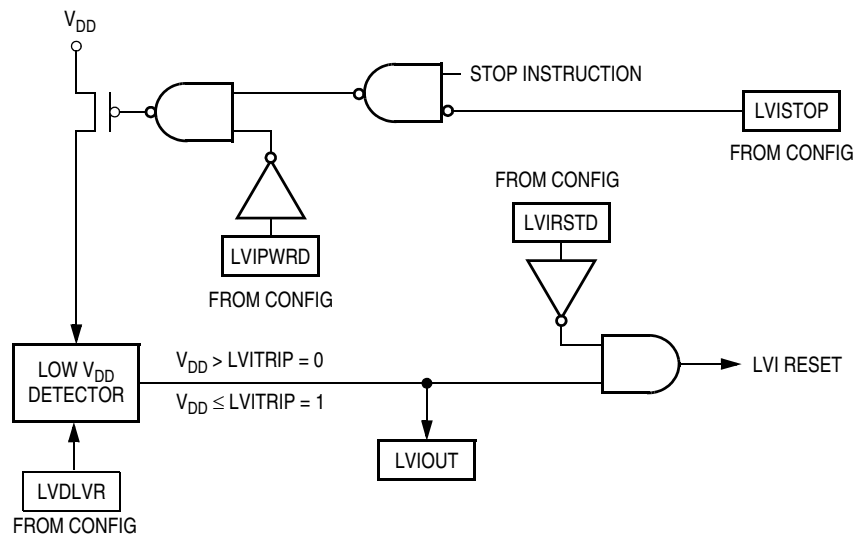 VDD
STOP INSTRUCTION
LVISTOP
FROM CONFIG
FROM CONFIG
LVIRSTD
LVIPWRD
FROM CONFIG
LOW VDD
DETECTOR
VDD > LVITRIP = 0
VDD ≤ LVITRIP = 1
LVI RESET
LVIOUT
LVDLVR
FROM CONFIG